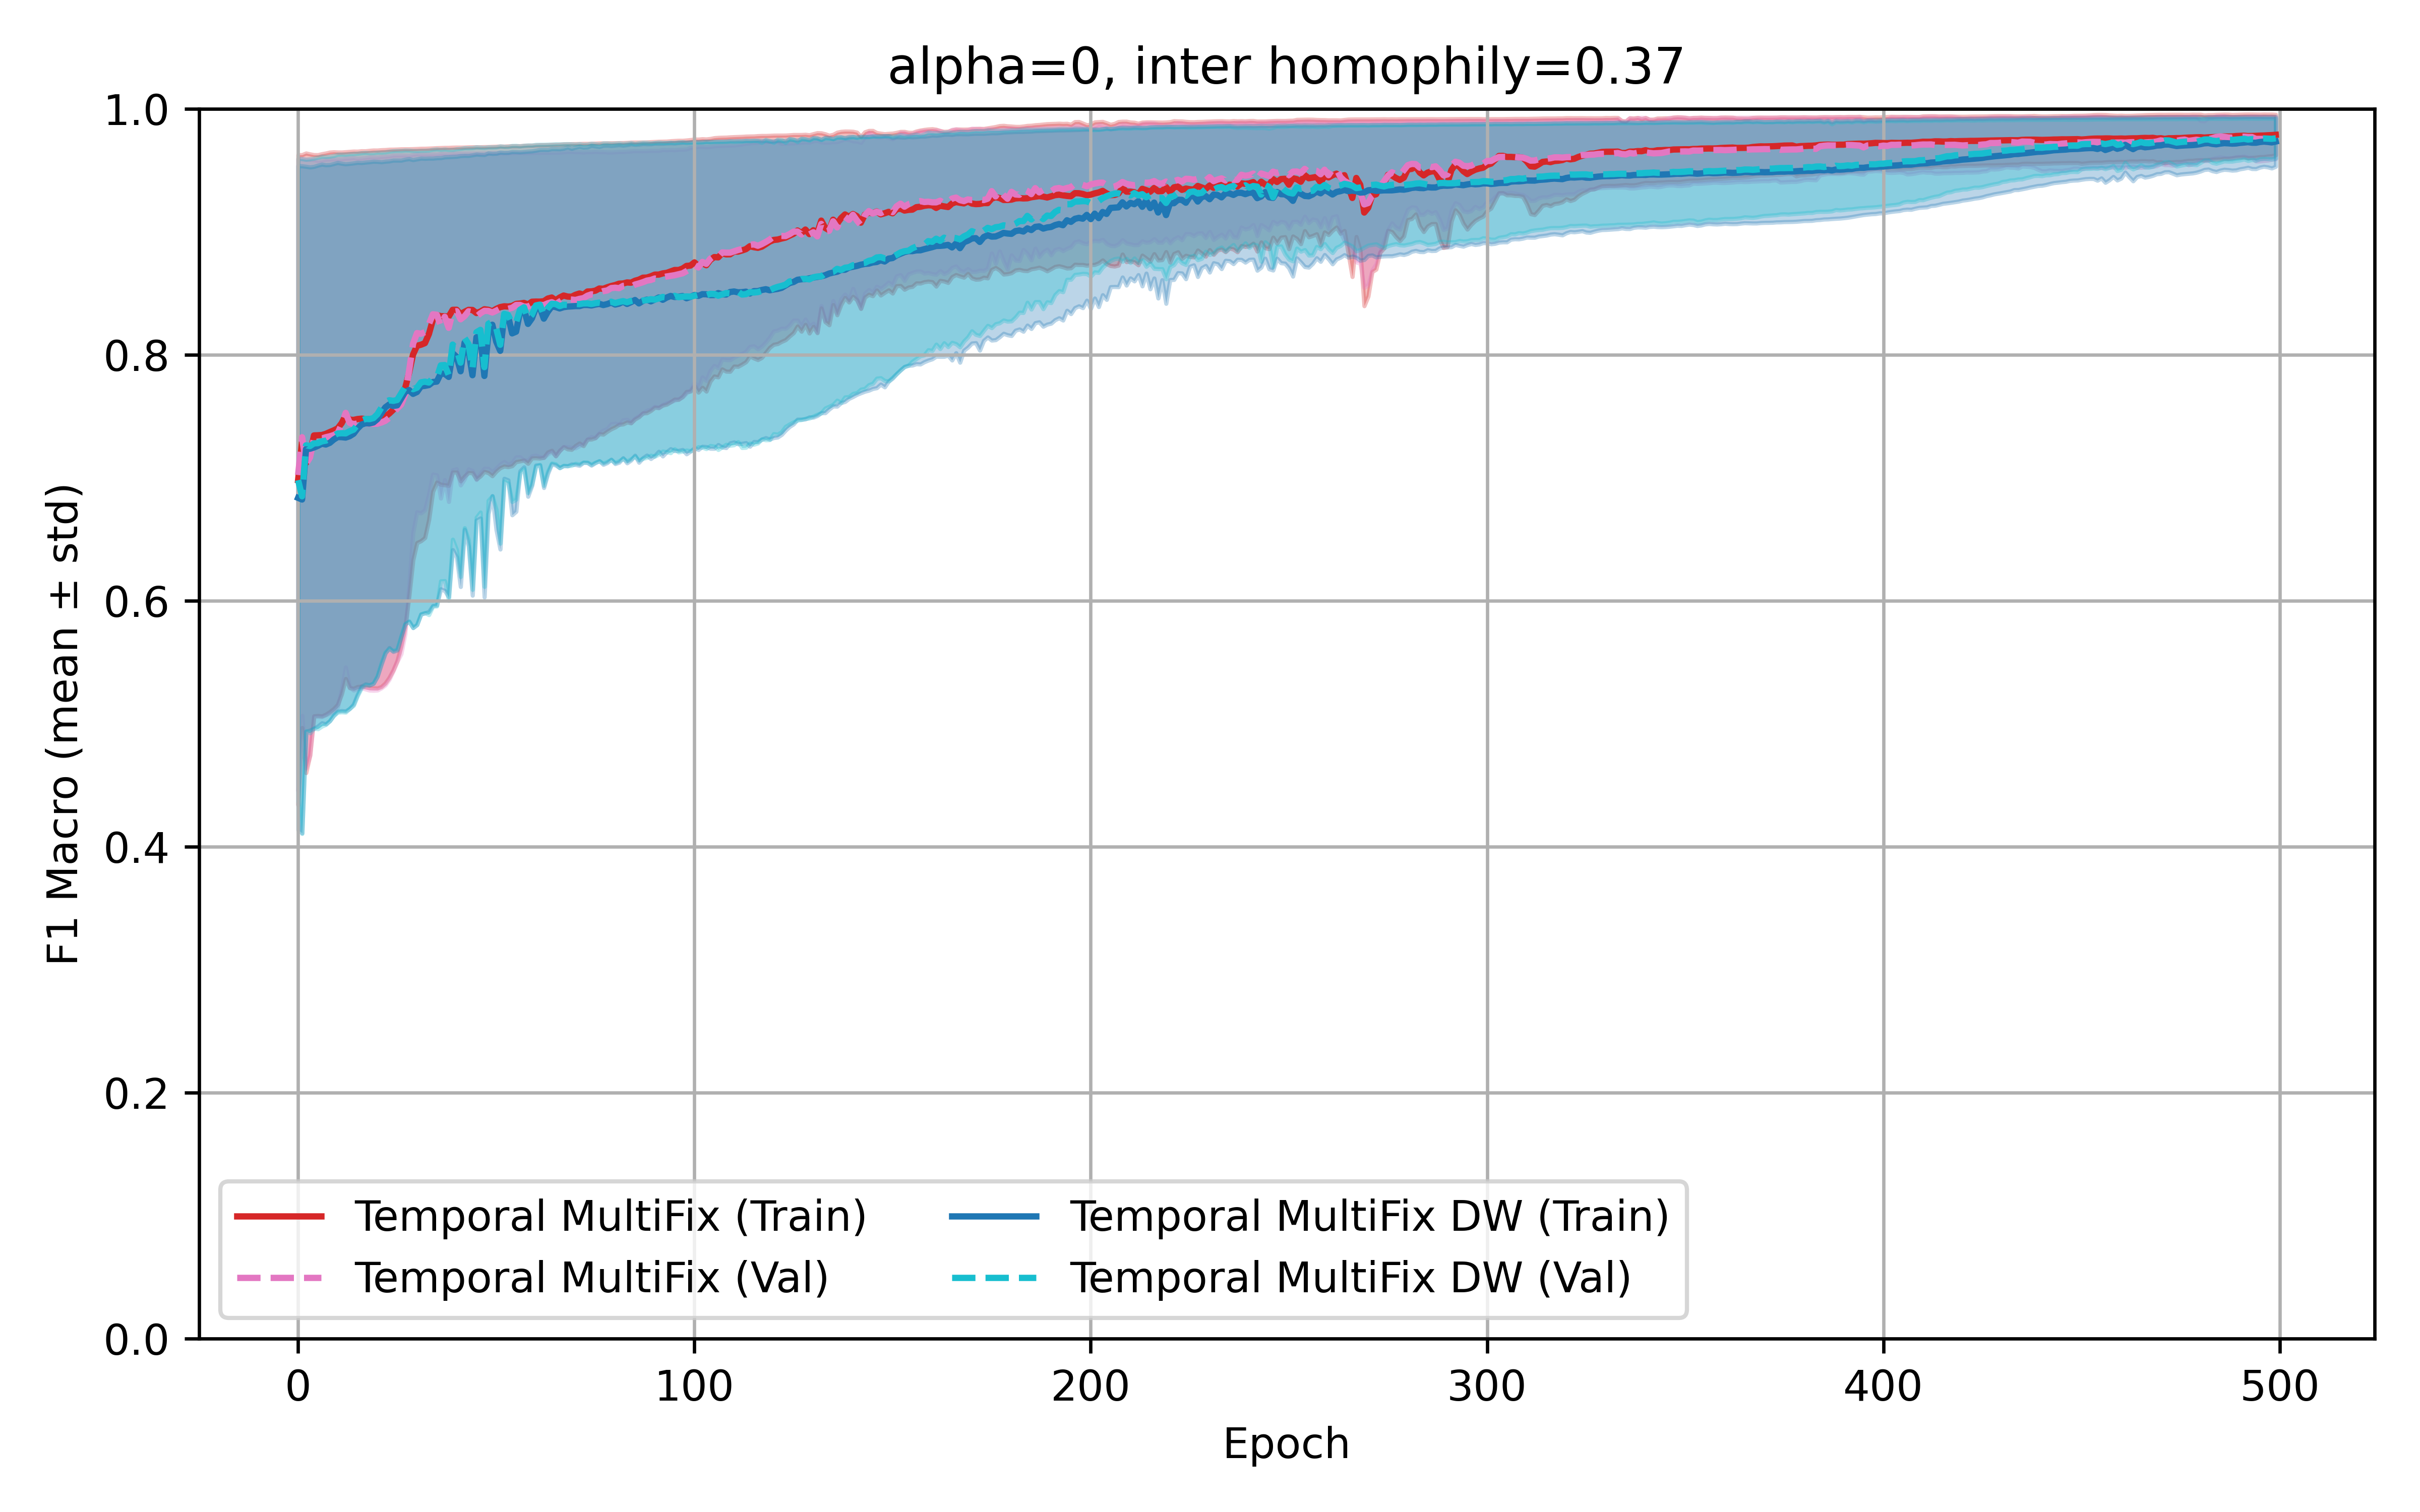 alpha=0, inter homophily=0.37
1.0
0.8
0.6
0.4
0.2
0.0
F1 Macro (mean ± std)
Temporal MultiFix (Train)
Temporal MultiFix (Val)
Temporal MultiFix DW (Train)
Temporal MultiFix DW (Val)
0 100 200 300 400 500
Epoch